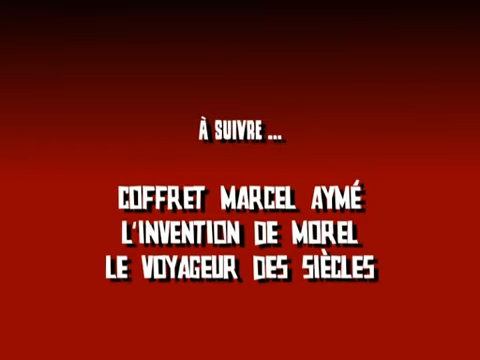 À SUIVRE ...
COFFRET MARCEL AYMÉ
L'INVENTION DE MOREL
LE VOYAGEUR DES SIÈCLES